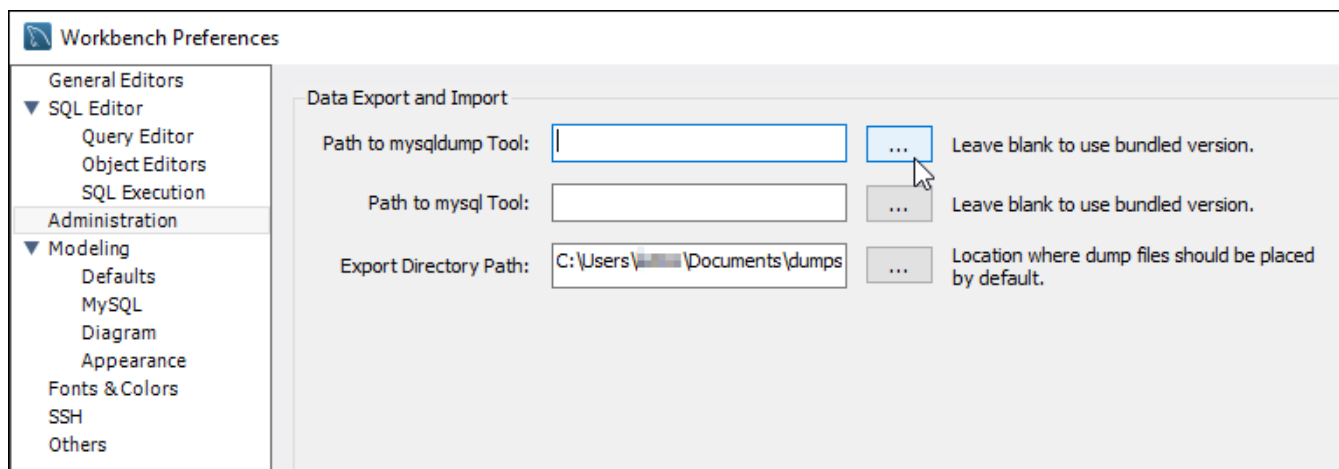 Workbench Preferences
General Editors
SQL Editor
Query Editor
Object Editors
SQL Execution
Administration
Modeling
Defaults
MySQL
Diagram
Appearance
Fonts & Colors
SSH
Others
Data Export and Import
Path to mysqldump Tool:
...
Leave blank to use bundled version.
Path to mysql Tool:
...
Leave blank to use bundled version.
Export Directory Path:
C:\Users\ \Documents\dumps
...
Location where dump files should be placed
by default.